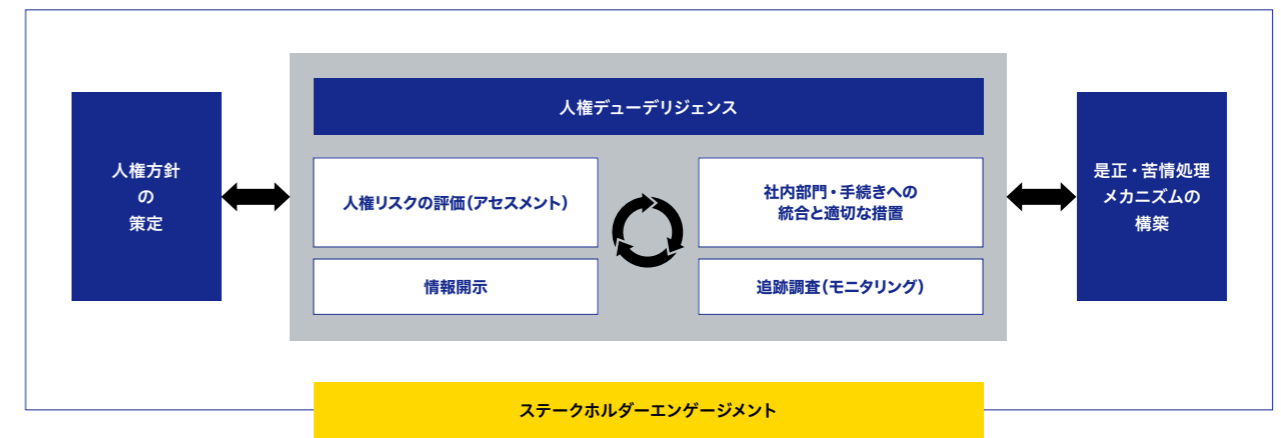 人権デューデリジェンス
人権方針
の
策定
人権リスクの評価（アセスメント）
社内部門・手続きへの
統合と適切な措置
情報開示
追跡調査（モニタリング）
是正・苦情処理
メカニズムの
構築
ステークホルダーエンゲージメント